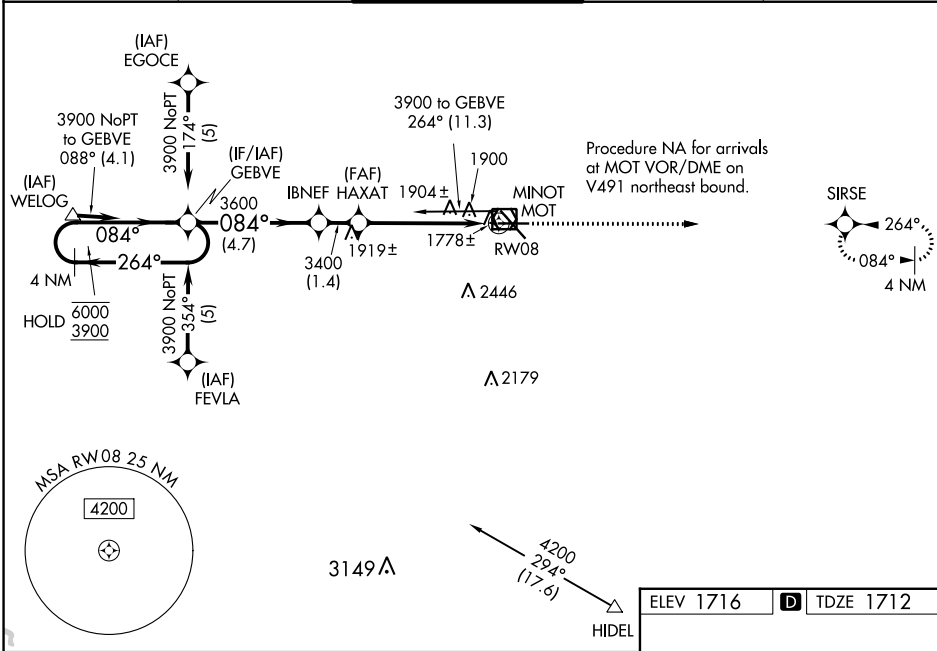 (IAF)
EGOCE
3900 NoPT
174°
(5)
3900 NoPT
to GEBVE
088° (4.1)
(IAF)
WELOG
(IF/IAF)
GEBVE
084°
264°
4 NM
HOLD
6000
3900
3900 NoPT
354°
(5)
(IAF)
FEVLA
3600
084°
(4.7)
IBNEF
(FAF)
HAXAT
3400
(1.4)
1919±
3900 to GEBVE
264° (11.3)
1904±
1900
1778±
MINOT
MOT
RW08
Procedure NA for arrivals
at MOT VOR/DME on
V491 northeast bound.
SIRSE
264°
084°
4 NM
2446
2179
MSA RW08 25 NM
4200
3149
4200
294°
(17.6)
HIDEL
ELEV 1716 D TDZE 1712